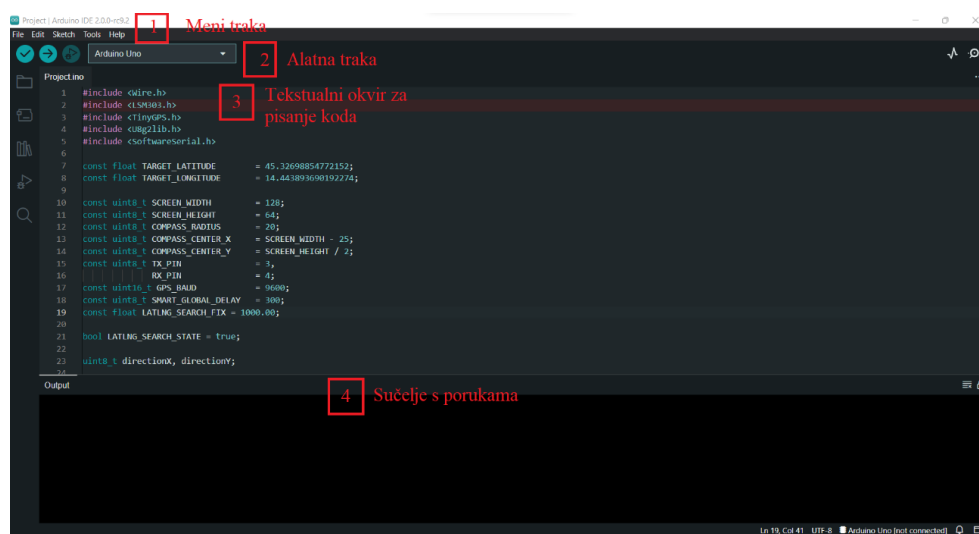 Project | Arduino IDE 2.0.0-rc9.2
1 Meni traka
File Edit Sketch Tools Help
Arduino Uno
2 Alatna traka
Project.ino
3 Tekstualni okvir za
pisanje koda
1 #include <Wire.h>
2 #include <LSM303.h>
3 #include <TinyGPS.h>
4 #include <U8g2lib.h>
5 #include <SoftwareSerial.h>
6
7 const float TARGET_LATITUDE = 45.32698854772152;
8 const float TARGET_LONGITUDE = 14.443893690192274;
9
10 const uint8_t SCREEN_WIDTH = 128;
11 const uint8_t SCREEN_HEIGHT = 64;
12 const uint8_t COMPASS_RADIUS = 20;
13 const uint8_t COMPASS_CENTER_X = SCREEN_WIDTH - 25;
14 const uint8_t COMPASS_CENTER_Y = SCREEN_HEIGHT / 2;
15 const uint8_t TX_PIN = 3,
16 RX_PIN = 4;
17 const uint16_t GPS_BAUD = 9600;
18 const uint8_t SMART_GLOBAL_DELAY = 300;
19 const float LATLNG_SEARCH_FIX = 1000.00;
20
21 bool LATLNG_SEARCH_STATE = true;
22
23 uint8_t directionX, directionY;
24
Output
4 Sučelje s porukama
Ln 19, Col 41 UTF-8 Arduino Uno [not connected]